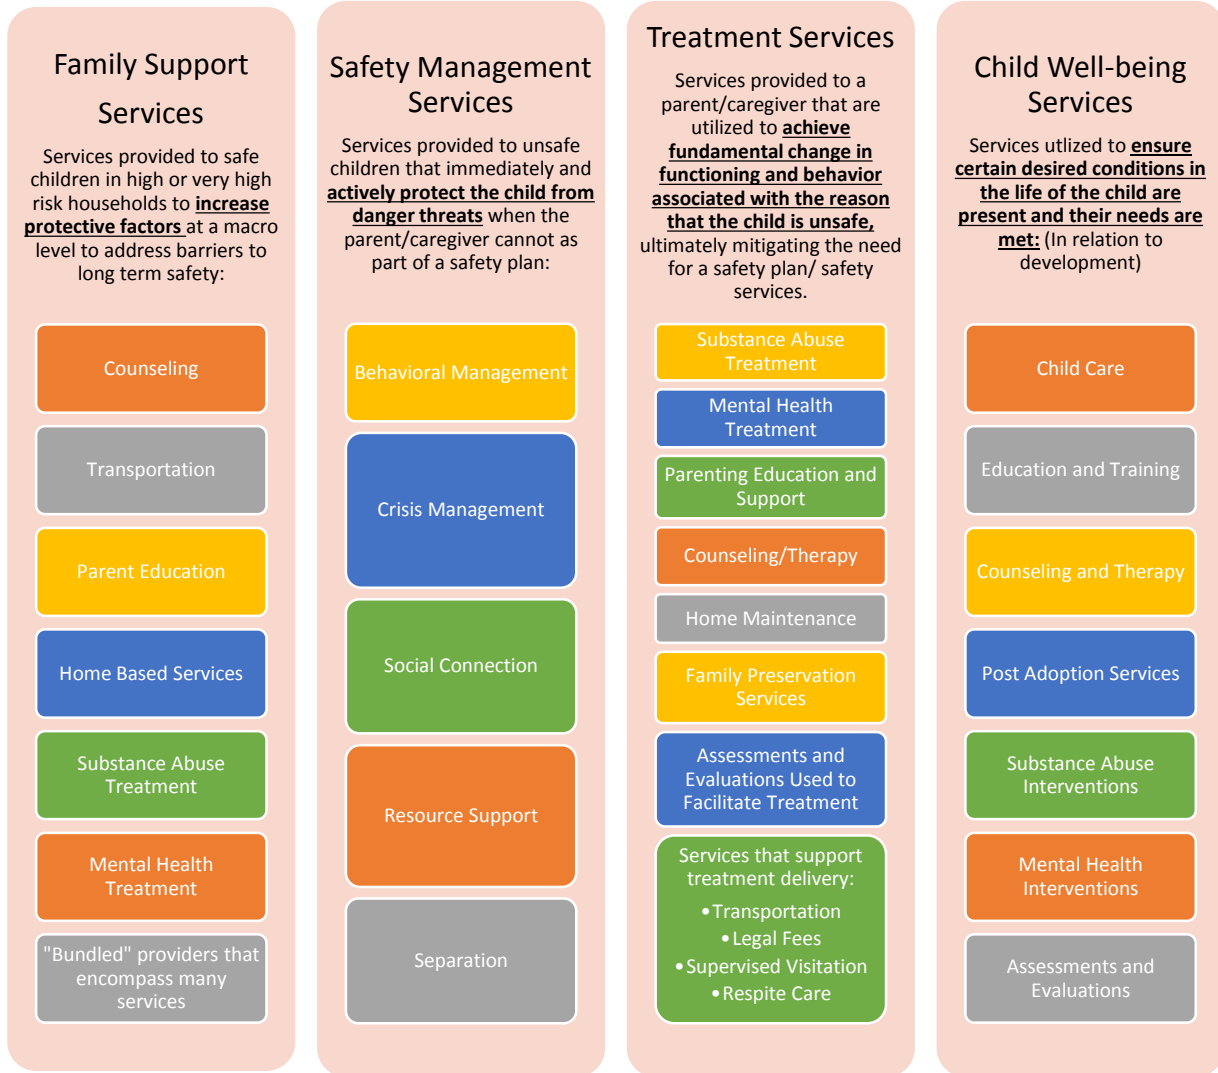 Family Support
Services
Services provided to safe
children in high or very high
risk households to increase
protective factors at a macro
level to address barriers to
long term safety:
Counseling
Transportation
Parent Education
Home Based Services
Substance Abuse
Treatment
Mental Health
Treatment
"Bundled" providers that
encompass many
services
Safety Management
Services
Services provided to unsafe
children that immediately and
actively protect the child from
danger threats when the
parent/caregiver cannot as
part of a safety plan:
Behavioral Management
Crisis Management
Social Connection
Resource Support
Separation
Treatment Services
Services provided to a
parent/caregiver that are
utilized to achieve
fundamental change in
functioning and behavior
associated with the reason
that the child is unsafe,
ultimately mitigating the need
for a safety plan/ safety
services.
Substance Abuse
Treatment
Mental Health
Treatment
Parenting Education and
Support
Counseling/Therapy
Home Maintenance
Family Preservation
Services
Assessments and
Evaluations Used to
Facilitate Treatment
Services that support
treatment delivery:
•Transportation
•Legal Fees
•Supervised Visitation
•Respite Care
Child Well-being
Services
Services utlized to ensure
certain desired conditions in
the life of the child are
present and their needs are
met: (In relation to
development)
Child Care
Education and Training
Counseling and Therapy
Post Adoption Services
Substance Abuse
Interventions
Mental Health
Interventions
Assessments and
Evaluations